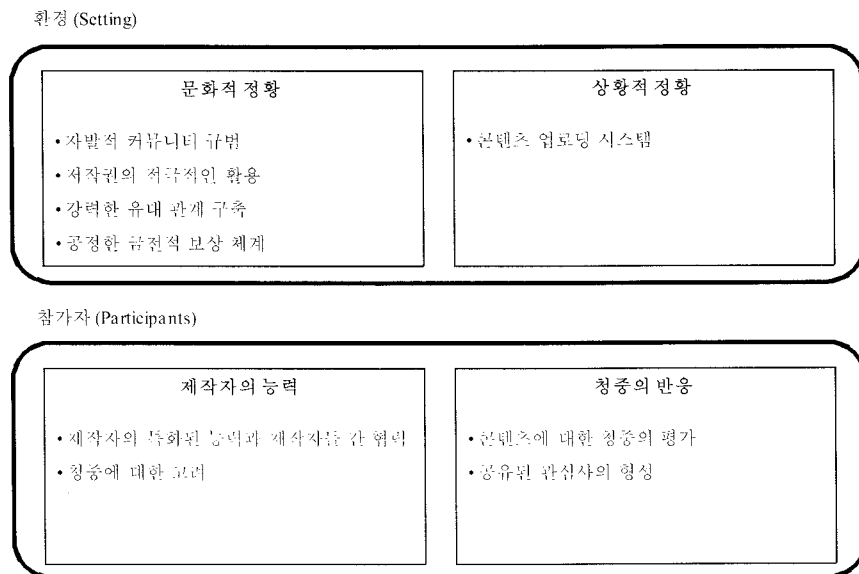 환경 (Setting)
문화적 정황
• 자발적 커뮤니티 규범
• 저작권의 적극적인 활용
• 강력한 유대 관계 구축
• 공정한 금전적 보상 체계
상황적 정황
• 콘텐츠 업로딩 시스템
참가자 (Participants)
제작자의 능력
• 제작자의 특화된 능력과 제작자들 간 협력
• 청중에 대한 고려
청중의 반응
• 콘텐츠에 대한 청중의 평가
• 공유된 관심사의 형성